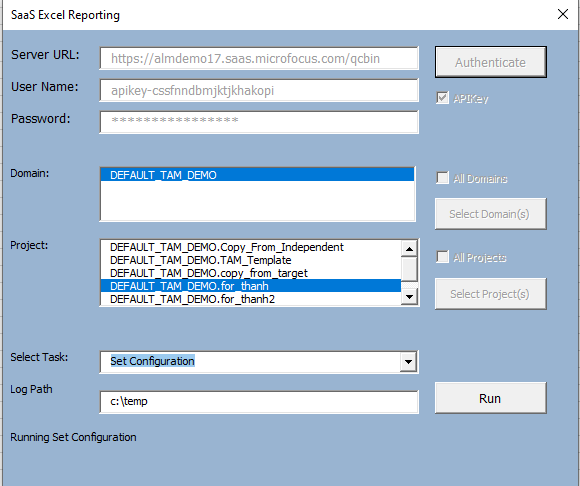 SaaS Excel Reporting
Server URL: https://almdemo17.saas.microfocus.com/qcbin Authenticate
User Name: apikey-cssfnndbmjktjkhakopi APIKey
Password: ****************
Domain: DEFAULT_TAM_DEMO All Domains
Select Domain(s)
Project: DEFAULT_TAM_DEMO.Copy_From_Independent All Projects
DEFAULT_TAM_DEMO.TAM_Template
DEFAULT_TAM_DEMO.copy_from_target
DEFAULT_TAM_DEMO.for_thanh Select Project(s)
DEFAULT_TAM_DEMO.for_thanh2
Select Task: Set Configuration
Log Path c:\temp Run
Running Set Configuration